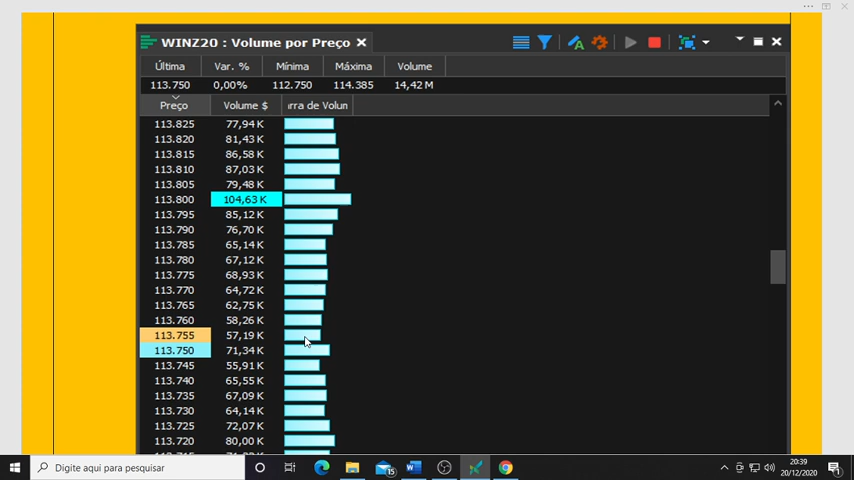 WINZ20 : Volume por Preço
Última Var. % Mínima Máxima Volume
113.750 0,00% 112.750 114.385 14,42 M
Preço Volume $ ırra de Volun
113.825 77,94 K
113.820 81,43 K
113.815 86,58 K
113.810 87,03 K
113.805 79,48 K
113.800 104,63 K
113.795 85,12 K
113.790 76,70 K
113.785 65,14 K
113.780 67,12 K
113.775 68,93 K
113.770 64,72 K
113.765 62,75 K
113.760 58,26 K
113.755 57,19 K
113.750 71,34 K
113.745 55,91 K
113.740 65,55 K
113.735 67,09 K
113.730 64,14 K
113.725 72,07 K
113.720 80,00 K
Digite aqui para pesquisar
15
20:39
20/12/2020
1